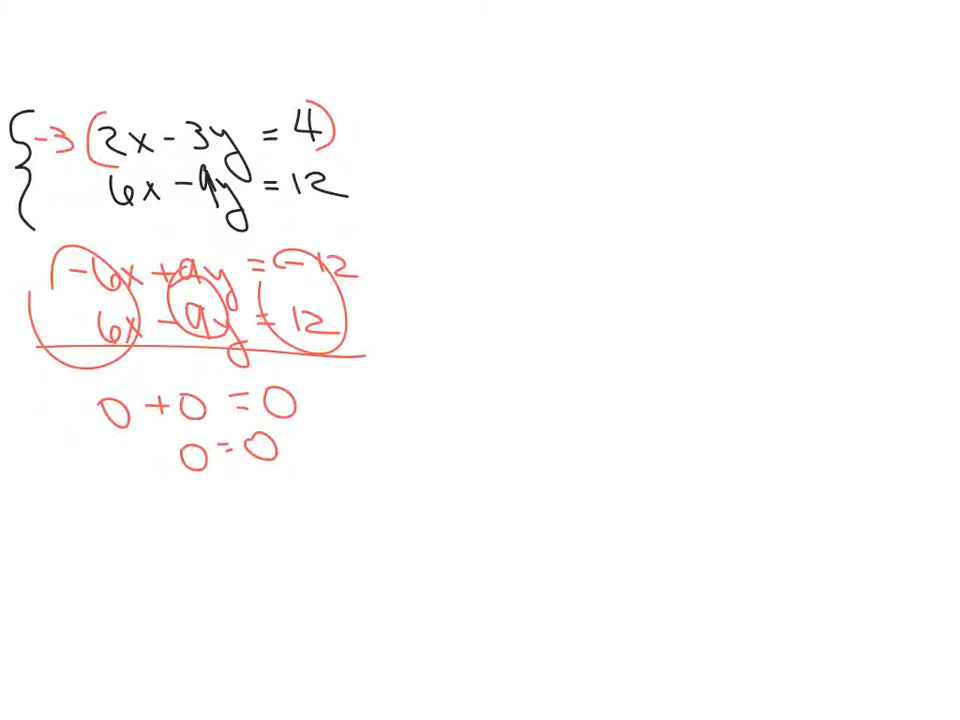 -3(2x - 3y = 4)
6x - 9y = 12
-6x + 9y = -12
6x - 9y = 12
0 + 0 = 0
0 = 0